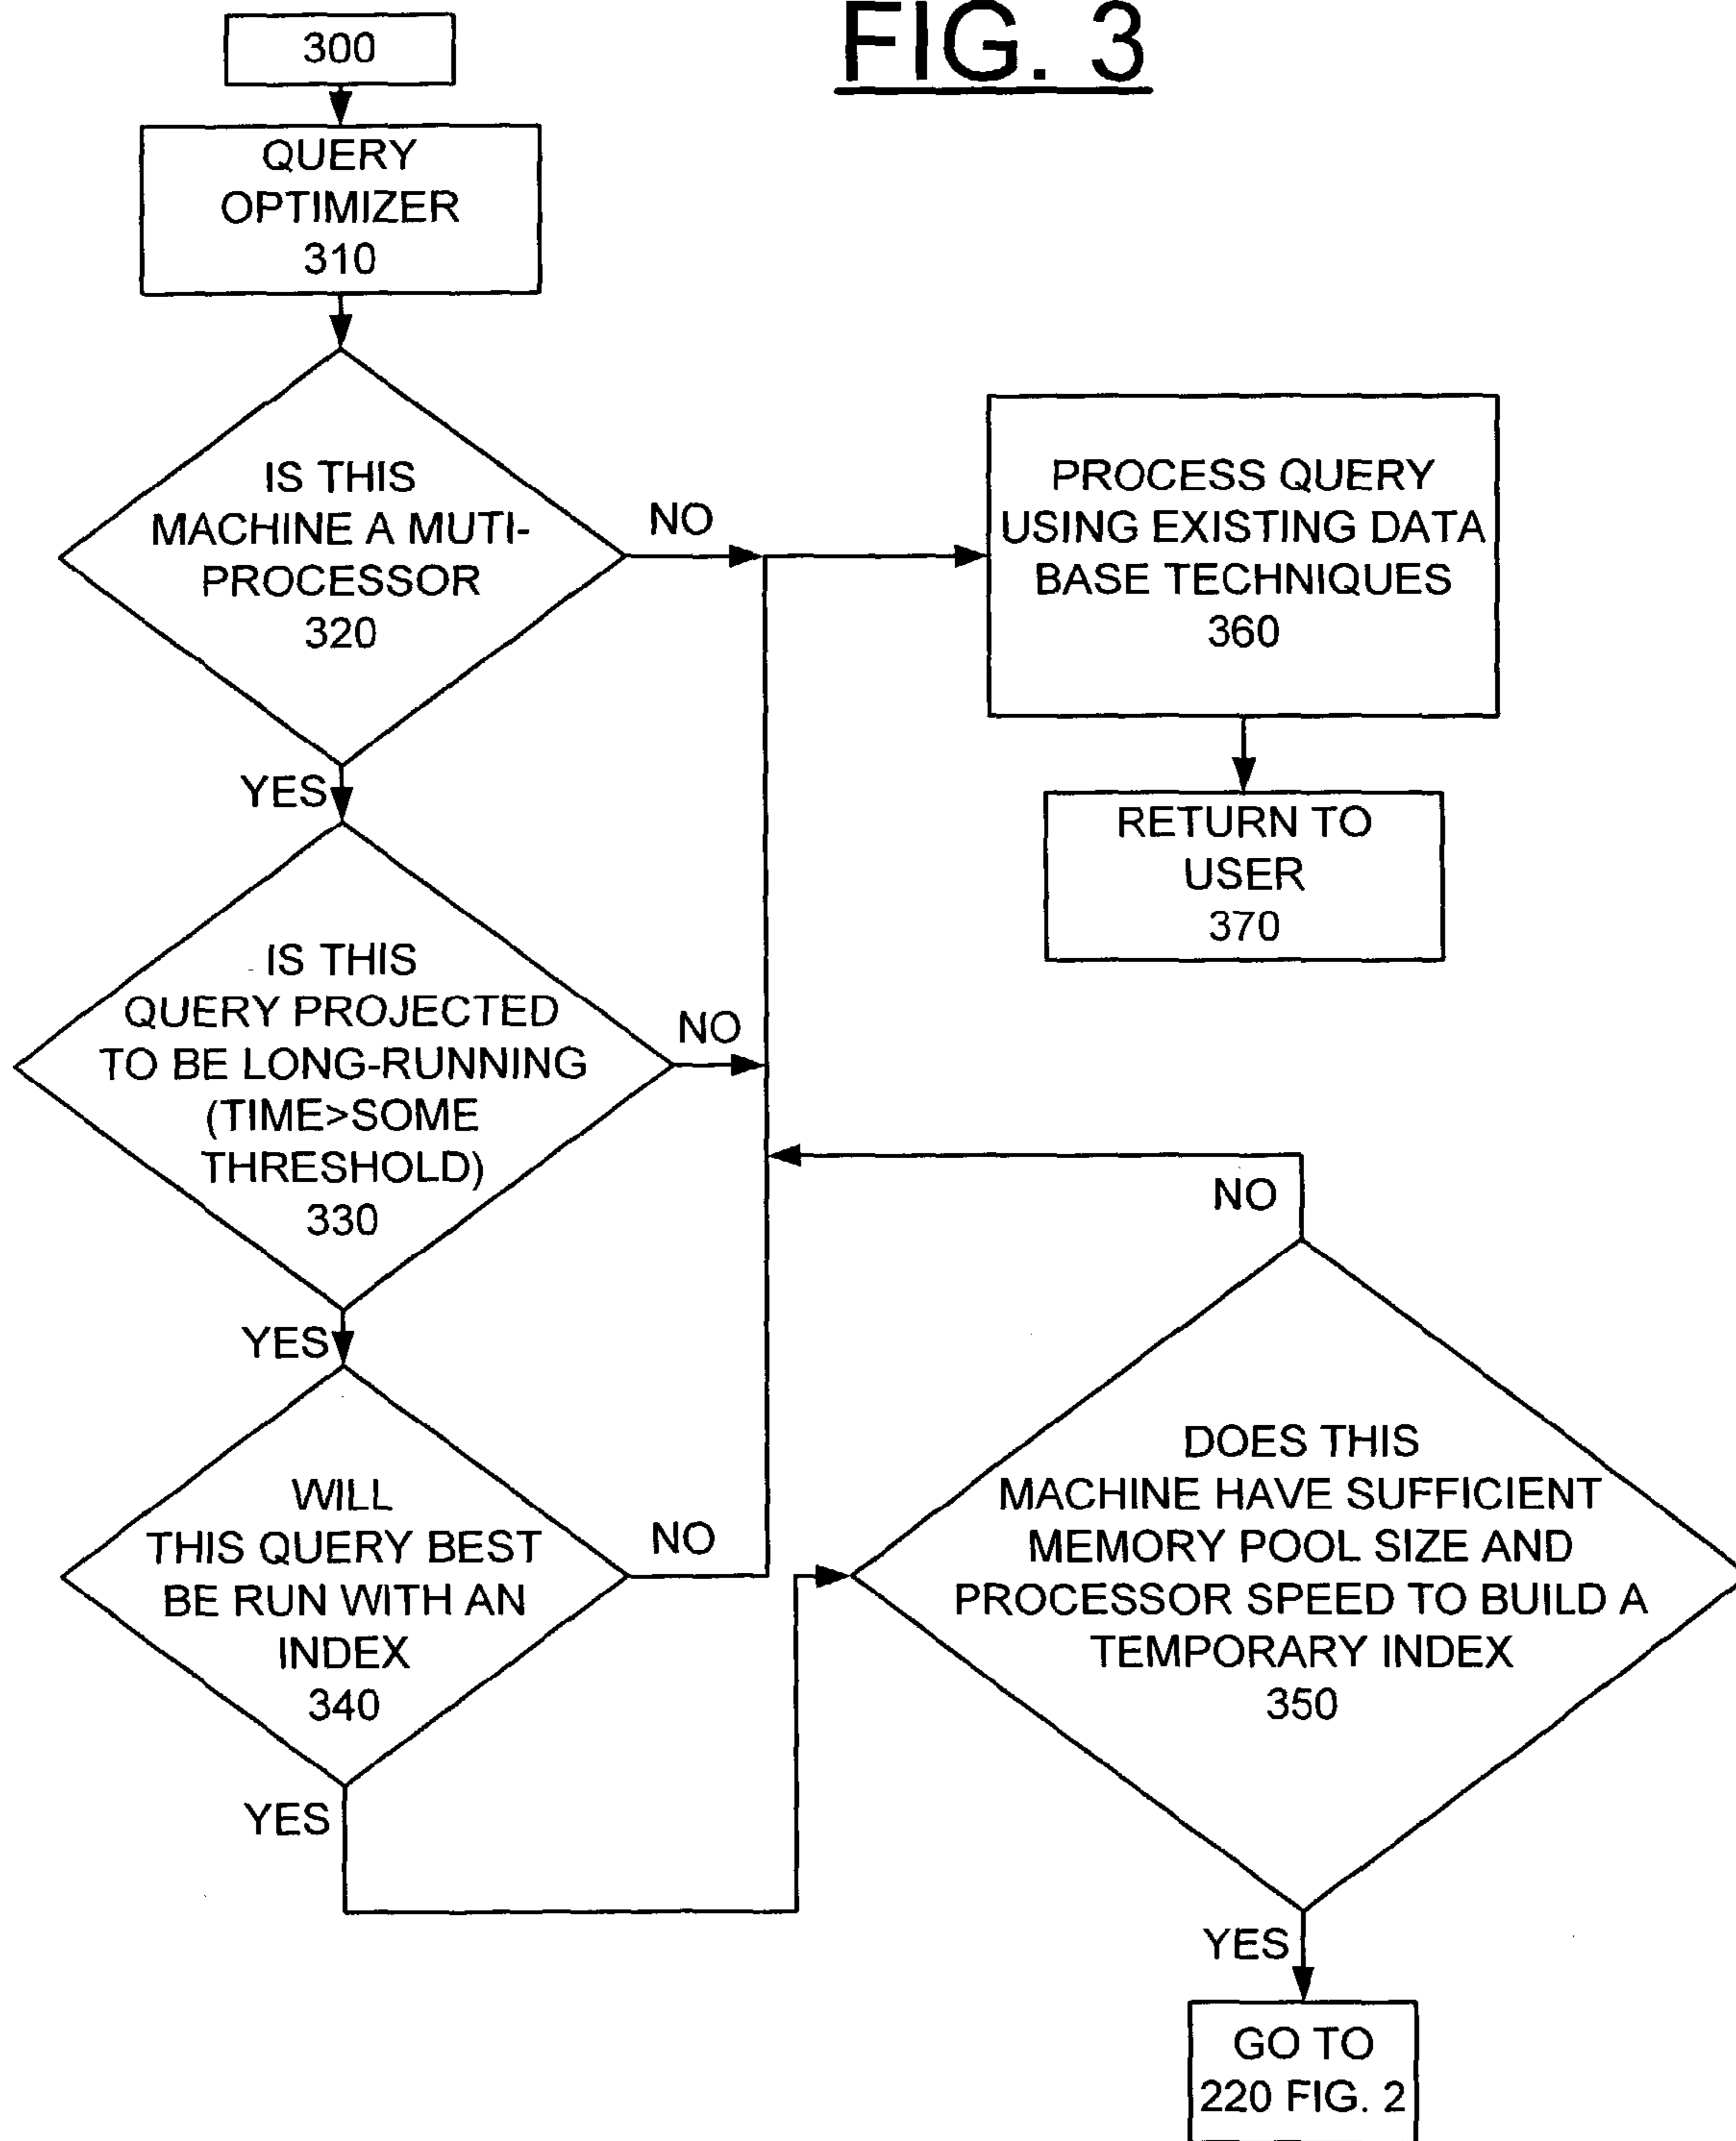 FIG. 3
300
QUERY
OPTIMIZER
310
IS THIS
MACHINE A MUTI-
PROCESSOR
320
NO
YES
PROCESS QUERY
USING EXISTING DATA
BASE TECHNIQUES
360
RETURN TO
USER
370
IS THIS
QUERY PROJECTED
TO BE LONG-RUNNING
(TIME>SOME
THRESHOLD)
330
NO
YES
WILL
THIS QUERY BEST
BE RUN WITH AN
INDEX
340
NO
YES
DOES THIS
MACHINE HAVE SUFFICIENT
MEMORY POOL SIZE AND
PROCESSOR SPEED TO BUILD A
TEMPORARY INDEX
350
NO
YES
GO TO
220 FIG. 2